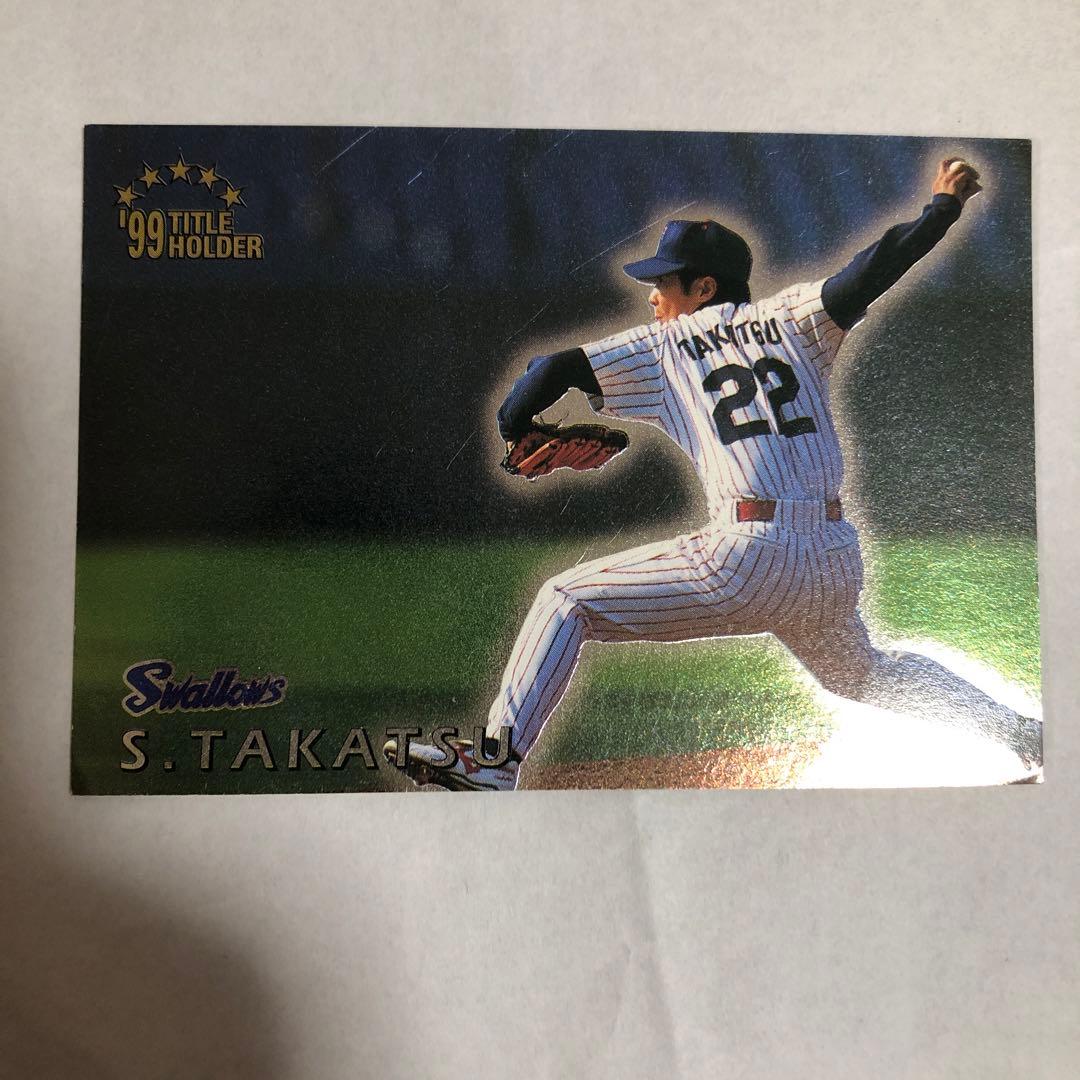 '99 TITLE
HOLDER
TAKATSU
22
Swallows
S.TAKATSU